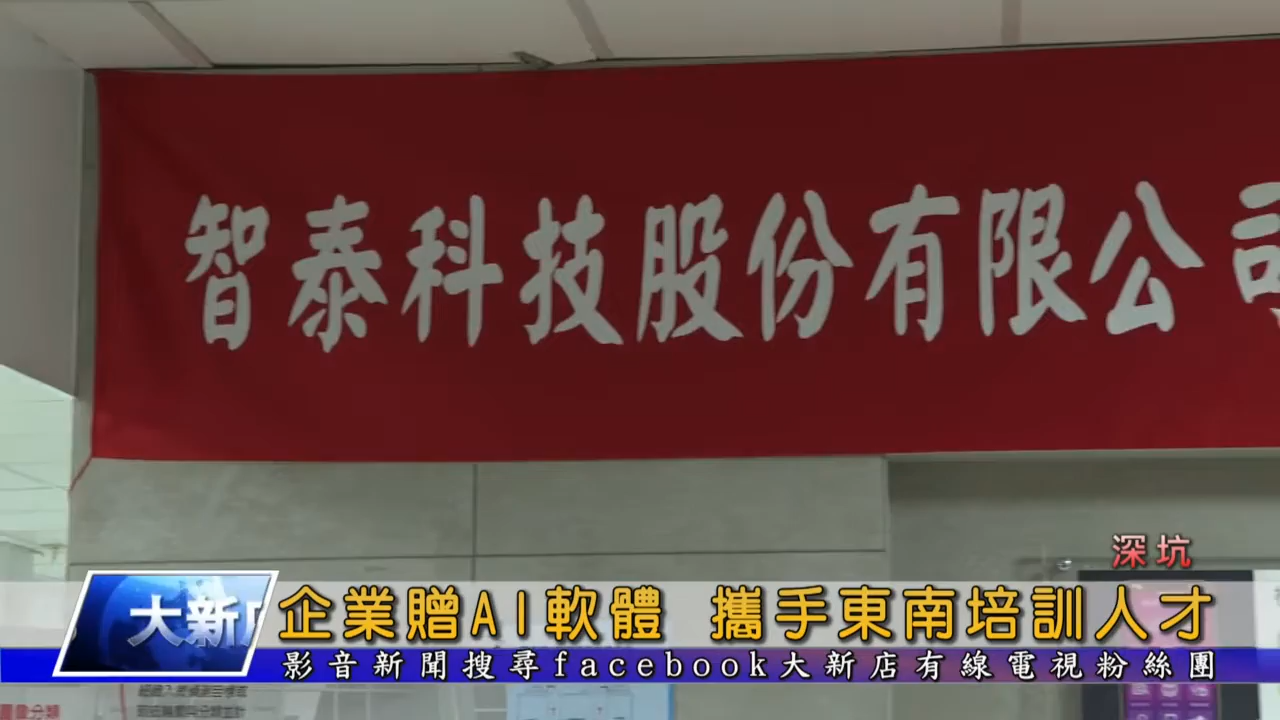 智泰科技股份有限公司
深坑
大新店
企業贈AI軟體 攜手東南培訓人才
影音新聞搜尋facebook大新店有線電視粉絲團